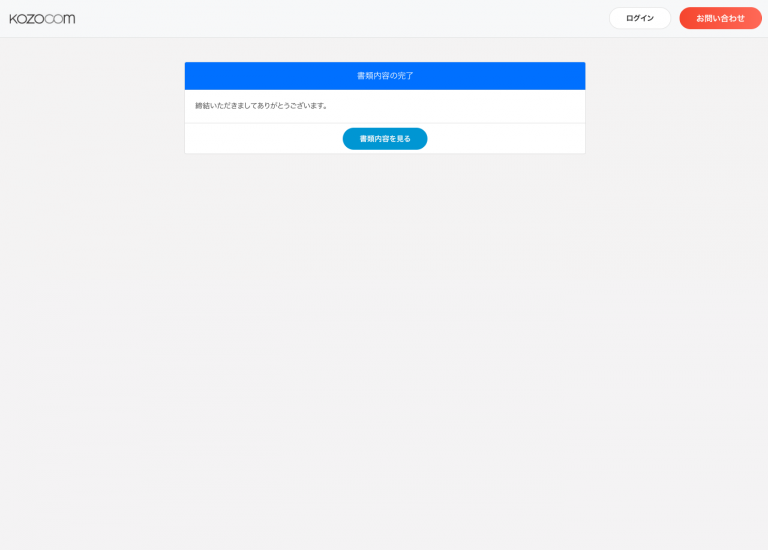 KOZOCOM
ログイン
お問い合わせ
書類内容の完了
締結いただきましてありがとうございます。
書類内容を見る